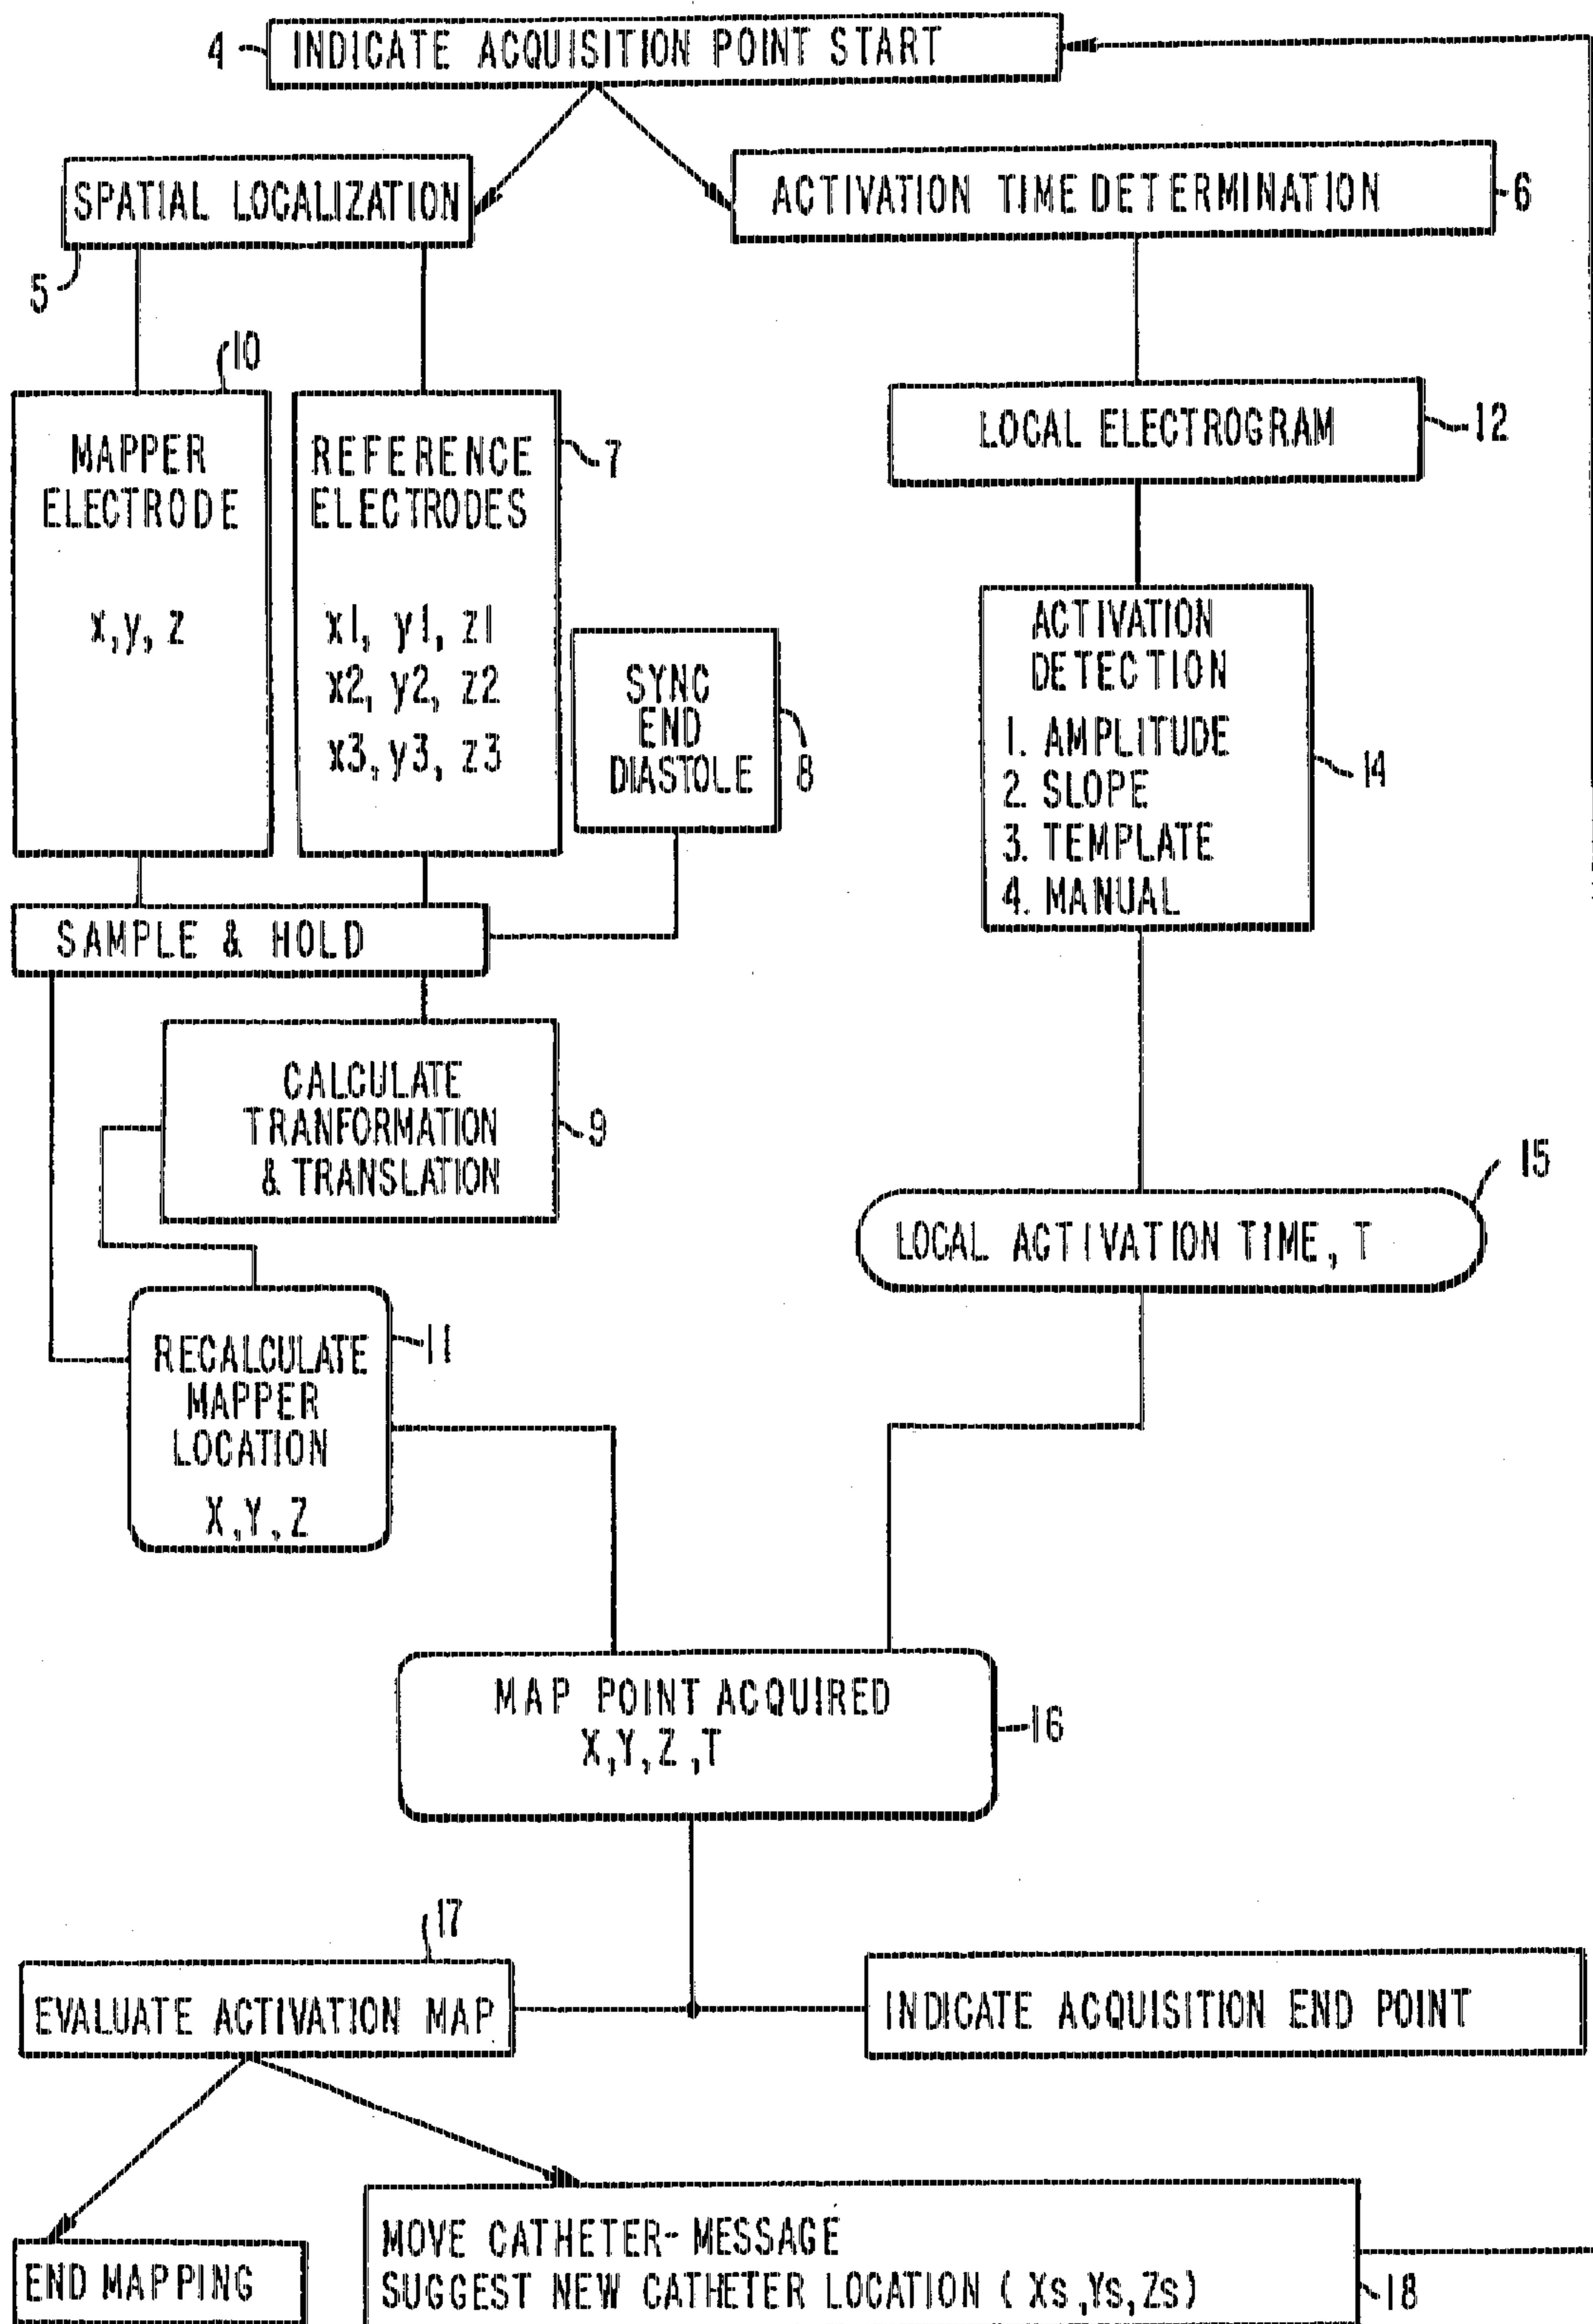 4
INDICATE ACQUISITION POINT START
SPATIAL LOCALIZATION
5
ACTIVATION TIME DETERMINATION
6
10
MAPPER
ELECTRODE
x,y, z
REFERENCE
ELECTRODES
7
x1, y1, z1
x2, y2, z2
x3, y3, z3
SYNC
END
DIASTOLE
8
LOCAL ELECTROGRAM
12
ACTIVATION
DETECTION
1. AMPLITUDE
2. SLOPE
3. TEMPLATE
4. MANUAL
14
SAMPLE & HOLD
CALCULATE
TRANFORMATION
& TRANSLATION
9
15
LOCAL ACTIVATION TIME, T
RECALCULATE
MAPPER
LOCATION
X,Y,Z
11
MAP POINT ACQUIRED
X,Y,Z,T
16
17
EVALUATE ACTIVATION MAP
INDICATE ACQUISITION END POINT
END MAPPING
MOVE CATHETER-MESSAGE
SUGGEST NEW CATHETER LOCATION (Xs,Ys,Zs)
18